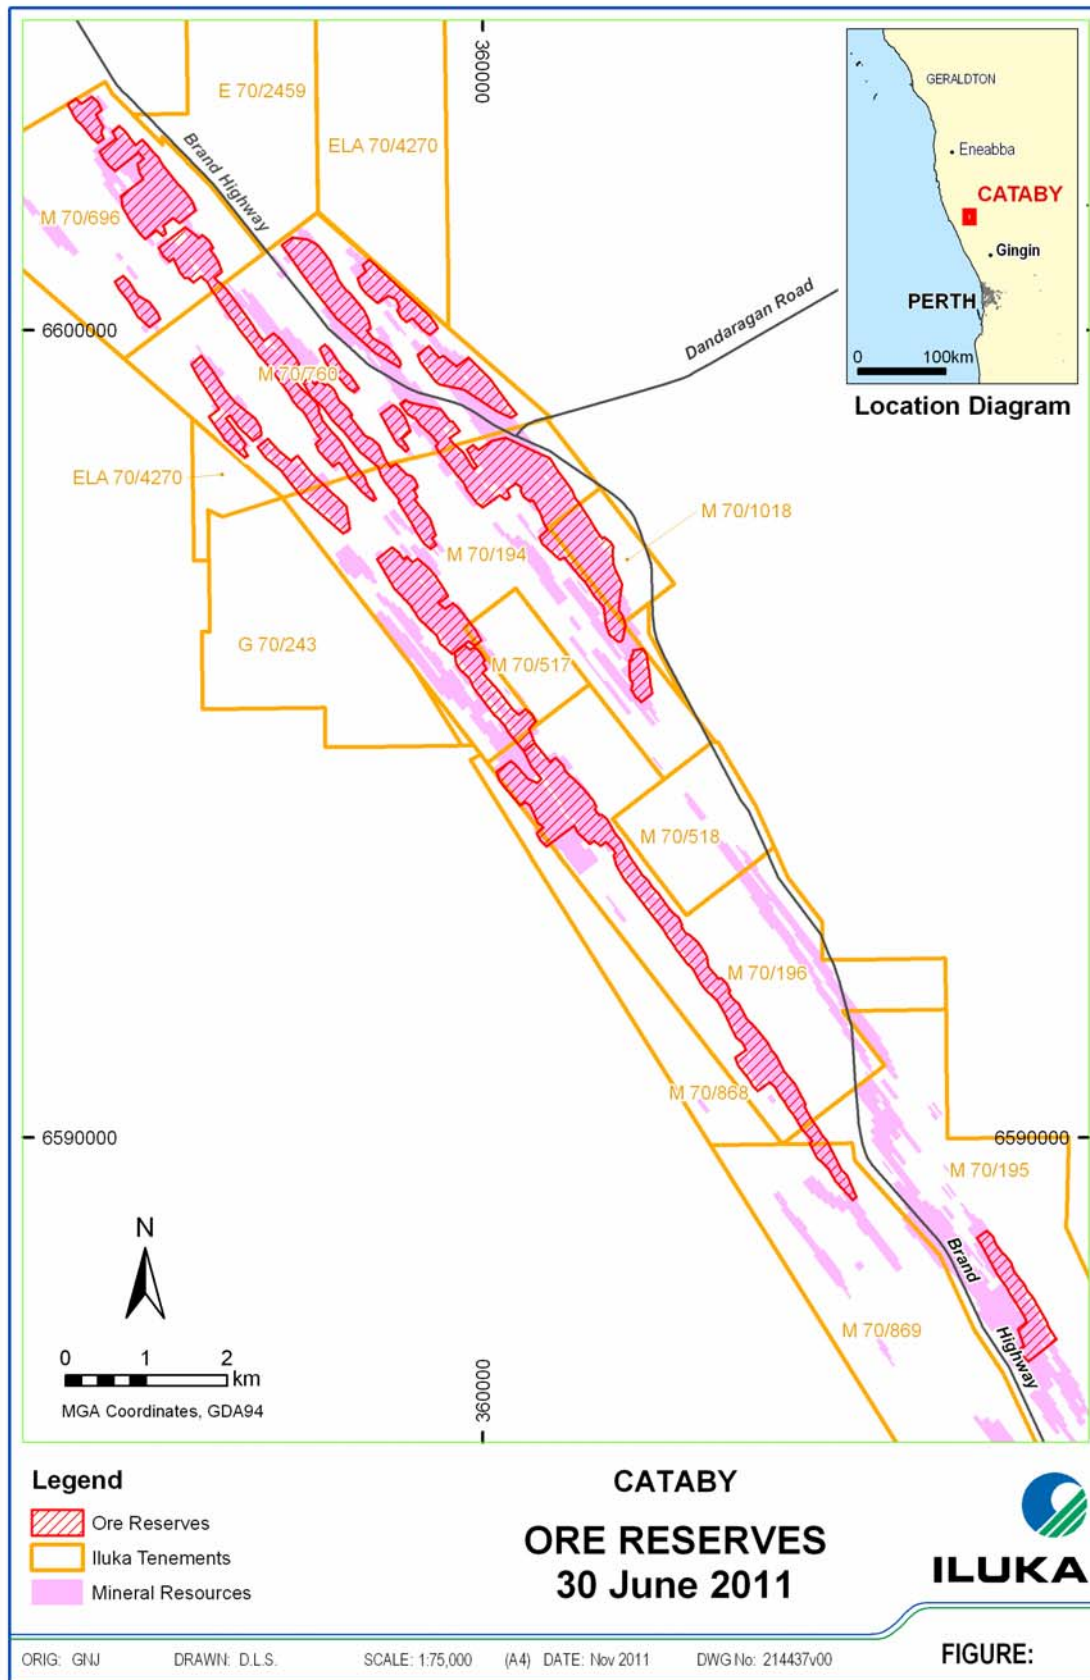 360000
E 70/2459
ELA 70/4270
Brand Highway
M 70/696
GERALDTON
Eneabba
CATABY
Gingin
PERTH
0 100km
Location Diagram
6600000
Dandaragan Road
M 70/760
ELA 70/4270
M 70/1018
M 70/194
G 70/243
M 70/517
M 70/518
M 70/196
M 70/868
6590000
6590000
M 70/195
N
Brand
Highway
M 70/869
0 1 2
km
MGA Coordinates, GDA94
360000
Legend
Ore Reserves
Iluka Tenements
Mineral Resources
CATABY
ORE RESERVES
30 June 2011
ILUKA
ORIG: GNJ DRAWN: D.L.S. SCALE: 1:75,000 (A4) DATE: Nov 2011 DWG No: 214437v00
FIGURE: